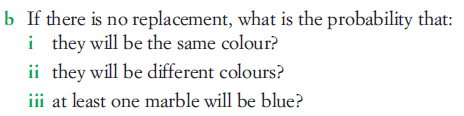 b If there is no replacement, what is the probability that:
i they will be the same colour?
ii they will be different colours?
iii at least one marble will be blue?